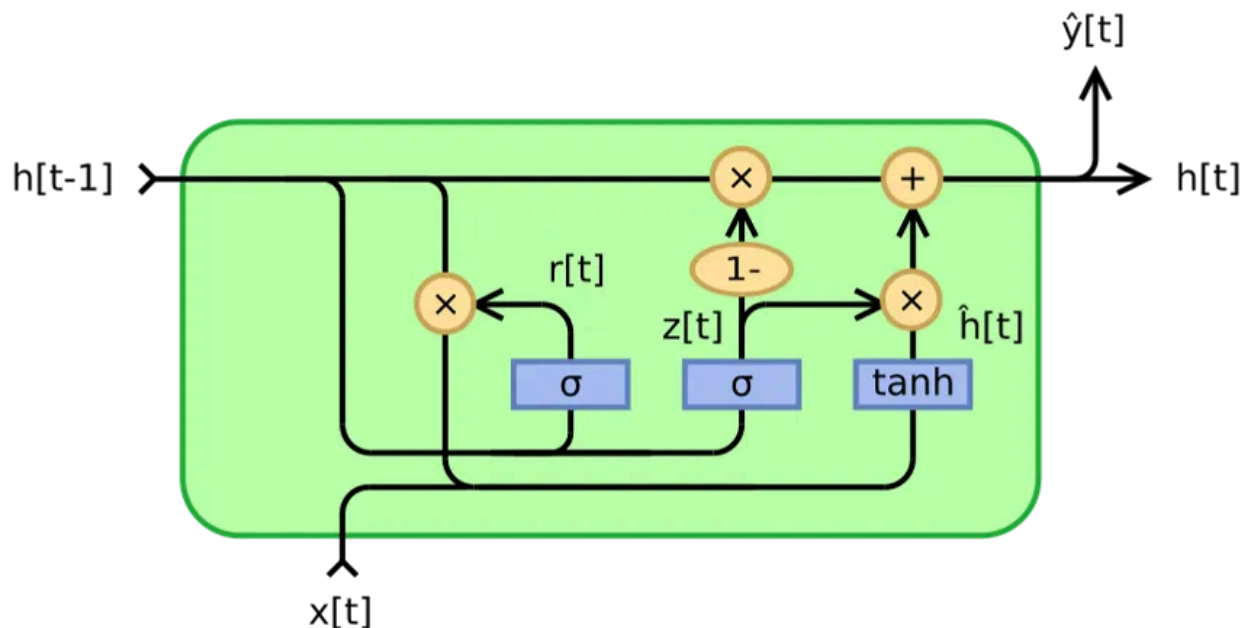 ŷ[t]
h[t-1]
×
+
h[t]
r[t]
1-
×
×
z[t]
ĥ[t]
σ
σ
tanh
x[t]